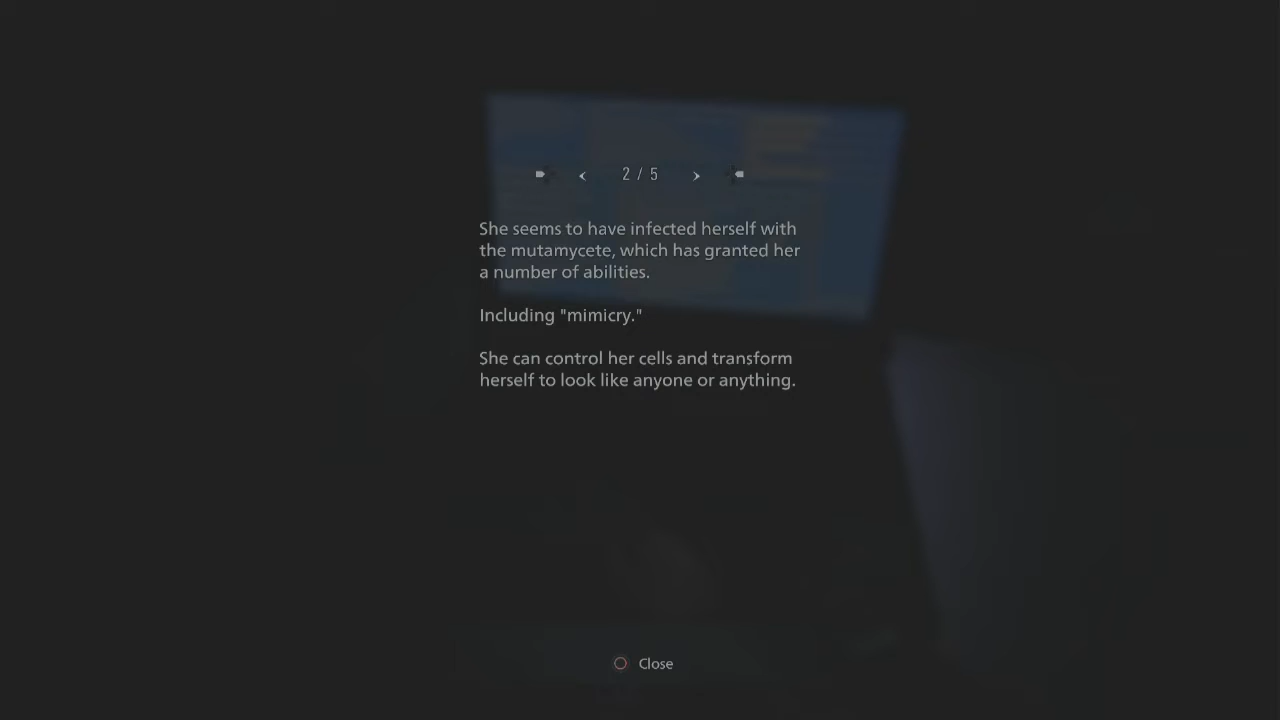 2 / 5
She seems to have infected herself with
the mutamycete, which has granted her
a number of abilities.
Including "mimicry."
She can control her cells and transform
herself to look like anyone or anything.
Close